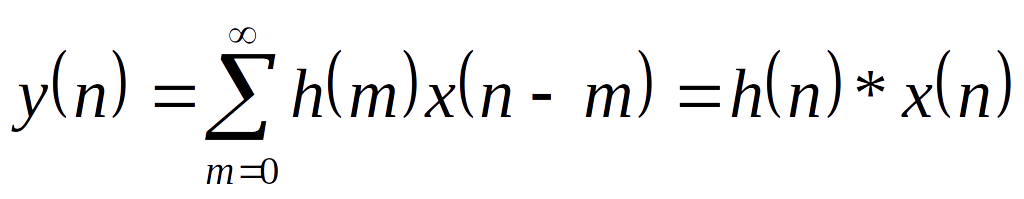 y(n) = ∑_{m=0}^{∞} h(m)x(n - m) = h(n) * x(n)